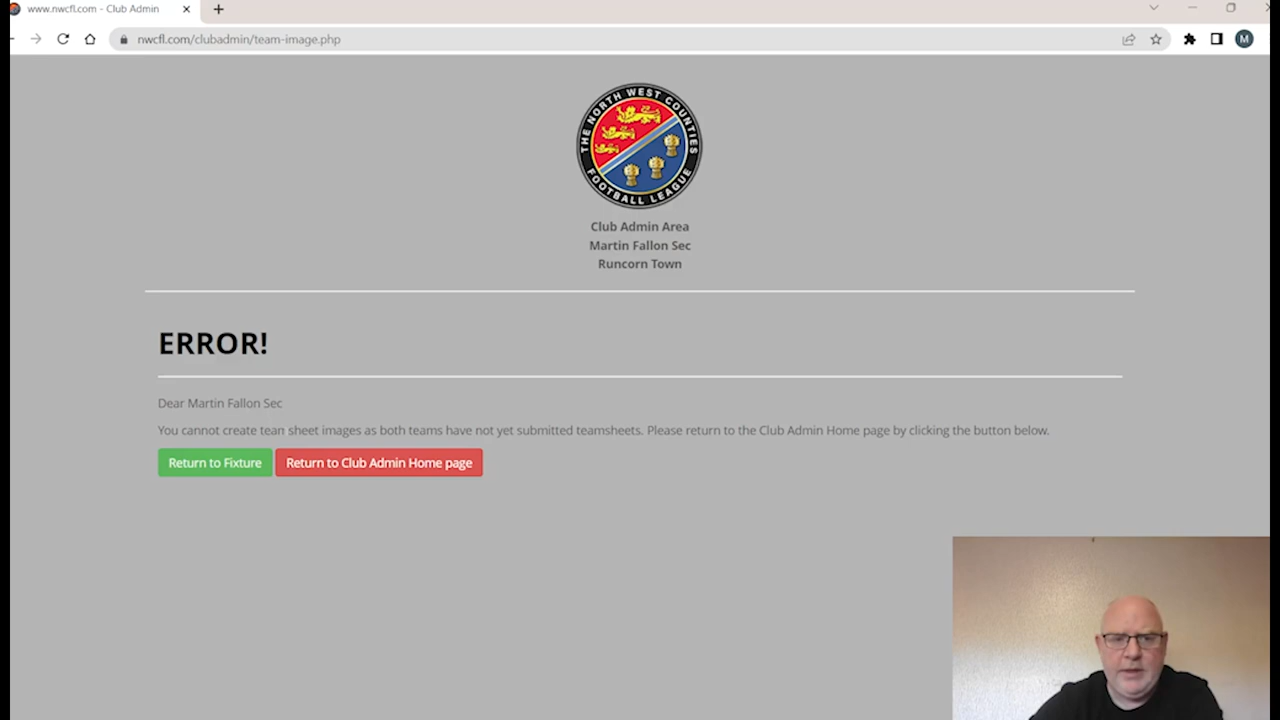 www.nwcfl.com - Club Admin
nwcfl.com/clubadmin/team-image.php
M
THE NORTH WEST COUNTIES
FOOTBALL LEAGUE
Club Admin Area
Martin Fallon Sec
Runcorn Town
ERROR!
Dear Martin Fallon Sec
You cannot create tean sheet images as both teams have not yet submitted teamsheets. Please return to the Club Admin Home page by clicking the button below.
Return to Fixture
Return to Club Admin Home page